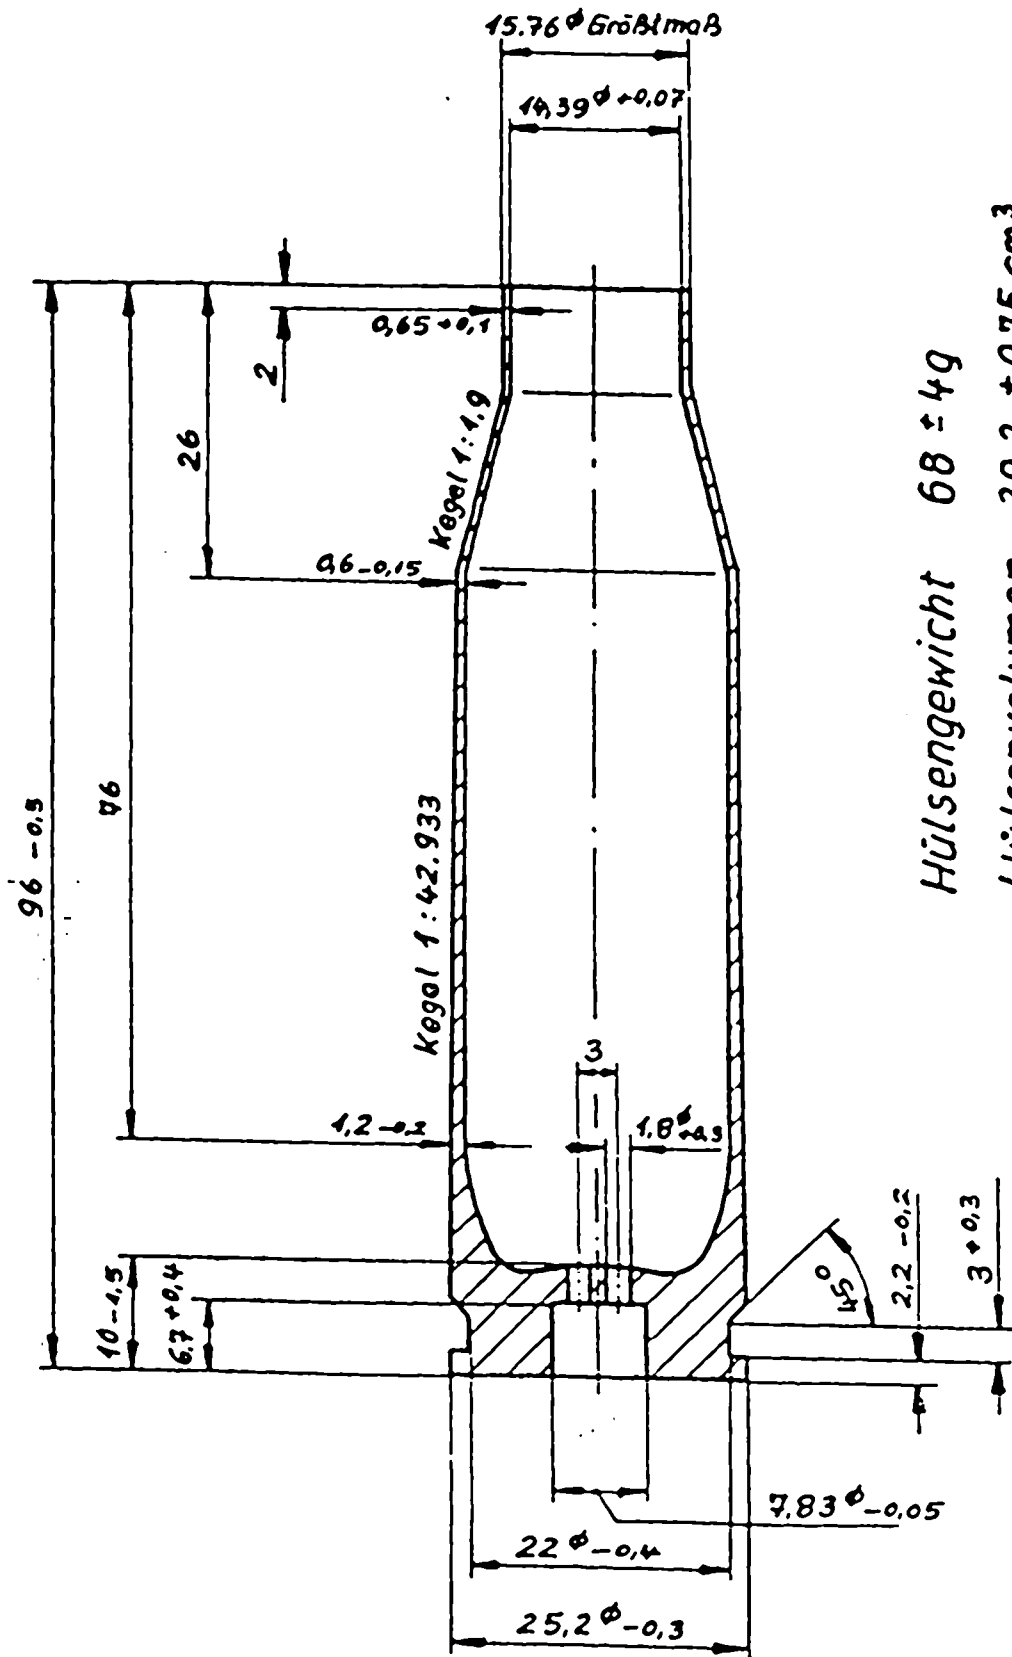 15.76 ⌀ Größtmaß
14,39 ⌀ +0,07
0,65 +0,1
2
26
Kegel 1:1,9
0,6 -0,15
76
96 -0,5
Kegel 1:42.933
3
1,2 -0,2
1,8 ⌀ +0,3
10 -1,5
6,7 +0,4
45°
2,2 -0,2
3 +0,3
7,83 ⌀ -0,05
22 ⌀ -0,4
25,2 ⌀ -0,3
Hülsengewicht 68 ± 4g